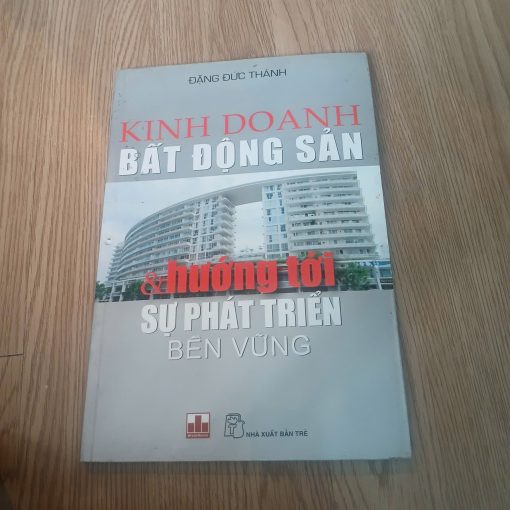 ĐẶNG ĐỨC THÀNH
KINH DOANH
BẤT ĐỘNG SẢN
& hướng tới
SỰ PHÁT TRIỂN
BỀN VỮNG
NHÀ XUẤT BẢN TRẺ